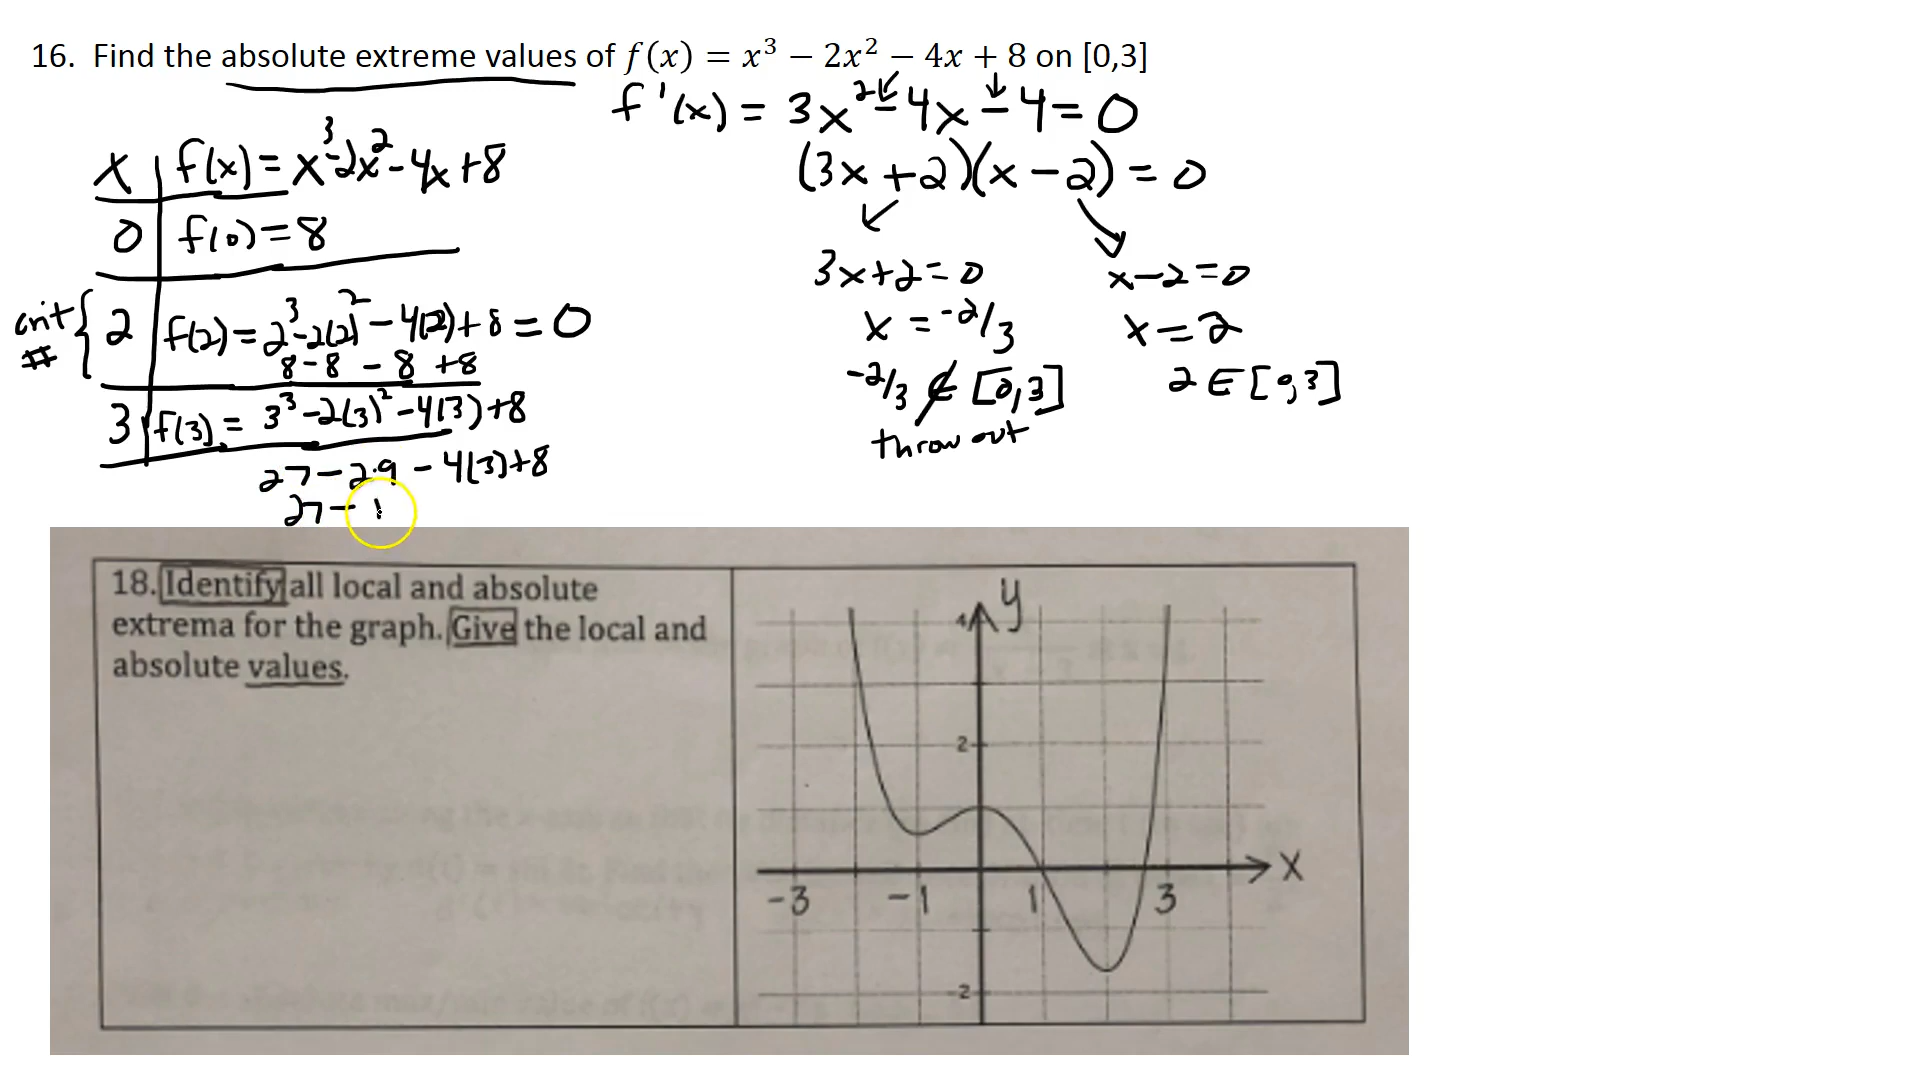 16. Find the absolute extreme values of f(x) = x³ − 2x² − 4x + 8 on [0,3]
f'(x) = 3x² − 4x − 4 = 0
(3x + 2)(x − 2) = 0
3x + 2 = 0
x = -2/3
-2/3 ∉ [0,3]
throw out
x − 2 = 0
x = 2
2 ∈ [0,3]
x | f(x) = x³ − 2x² − 4x + 8
0 | f(0) = 8
crit # { 2 | f(2) = 2³ − 2(2)² − 4(2) + 8 = 0
8 − 8 − 8 + 8
3 | f(3) = 3³ − 2(3)² − 4(3) + 8
27 − 2·9 − 4(3) + 8
27 − 1
18. Identify all local and absolute
extrema for the graph. Give the local and
absolute values.
y
4
2
x
-3 -1 1 3
-2